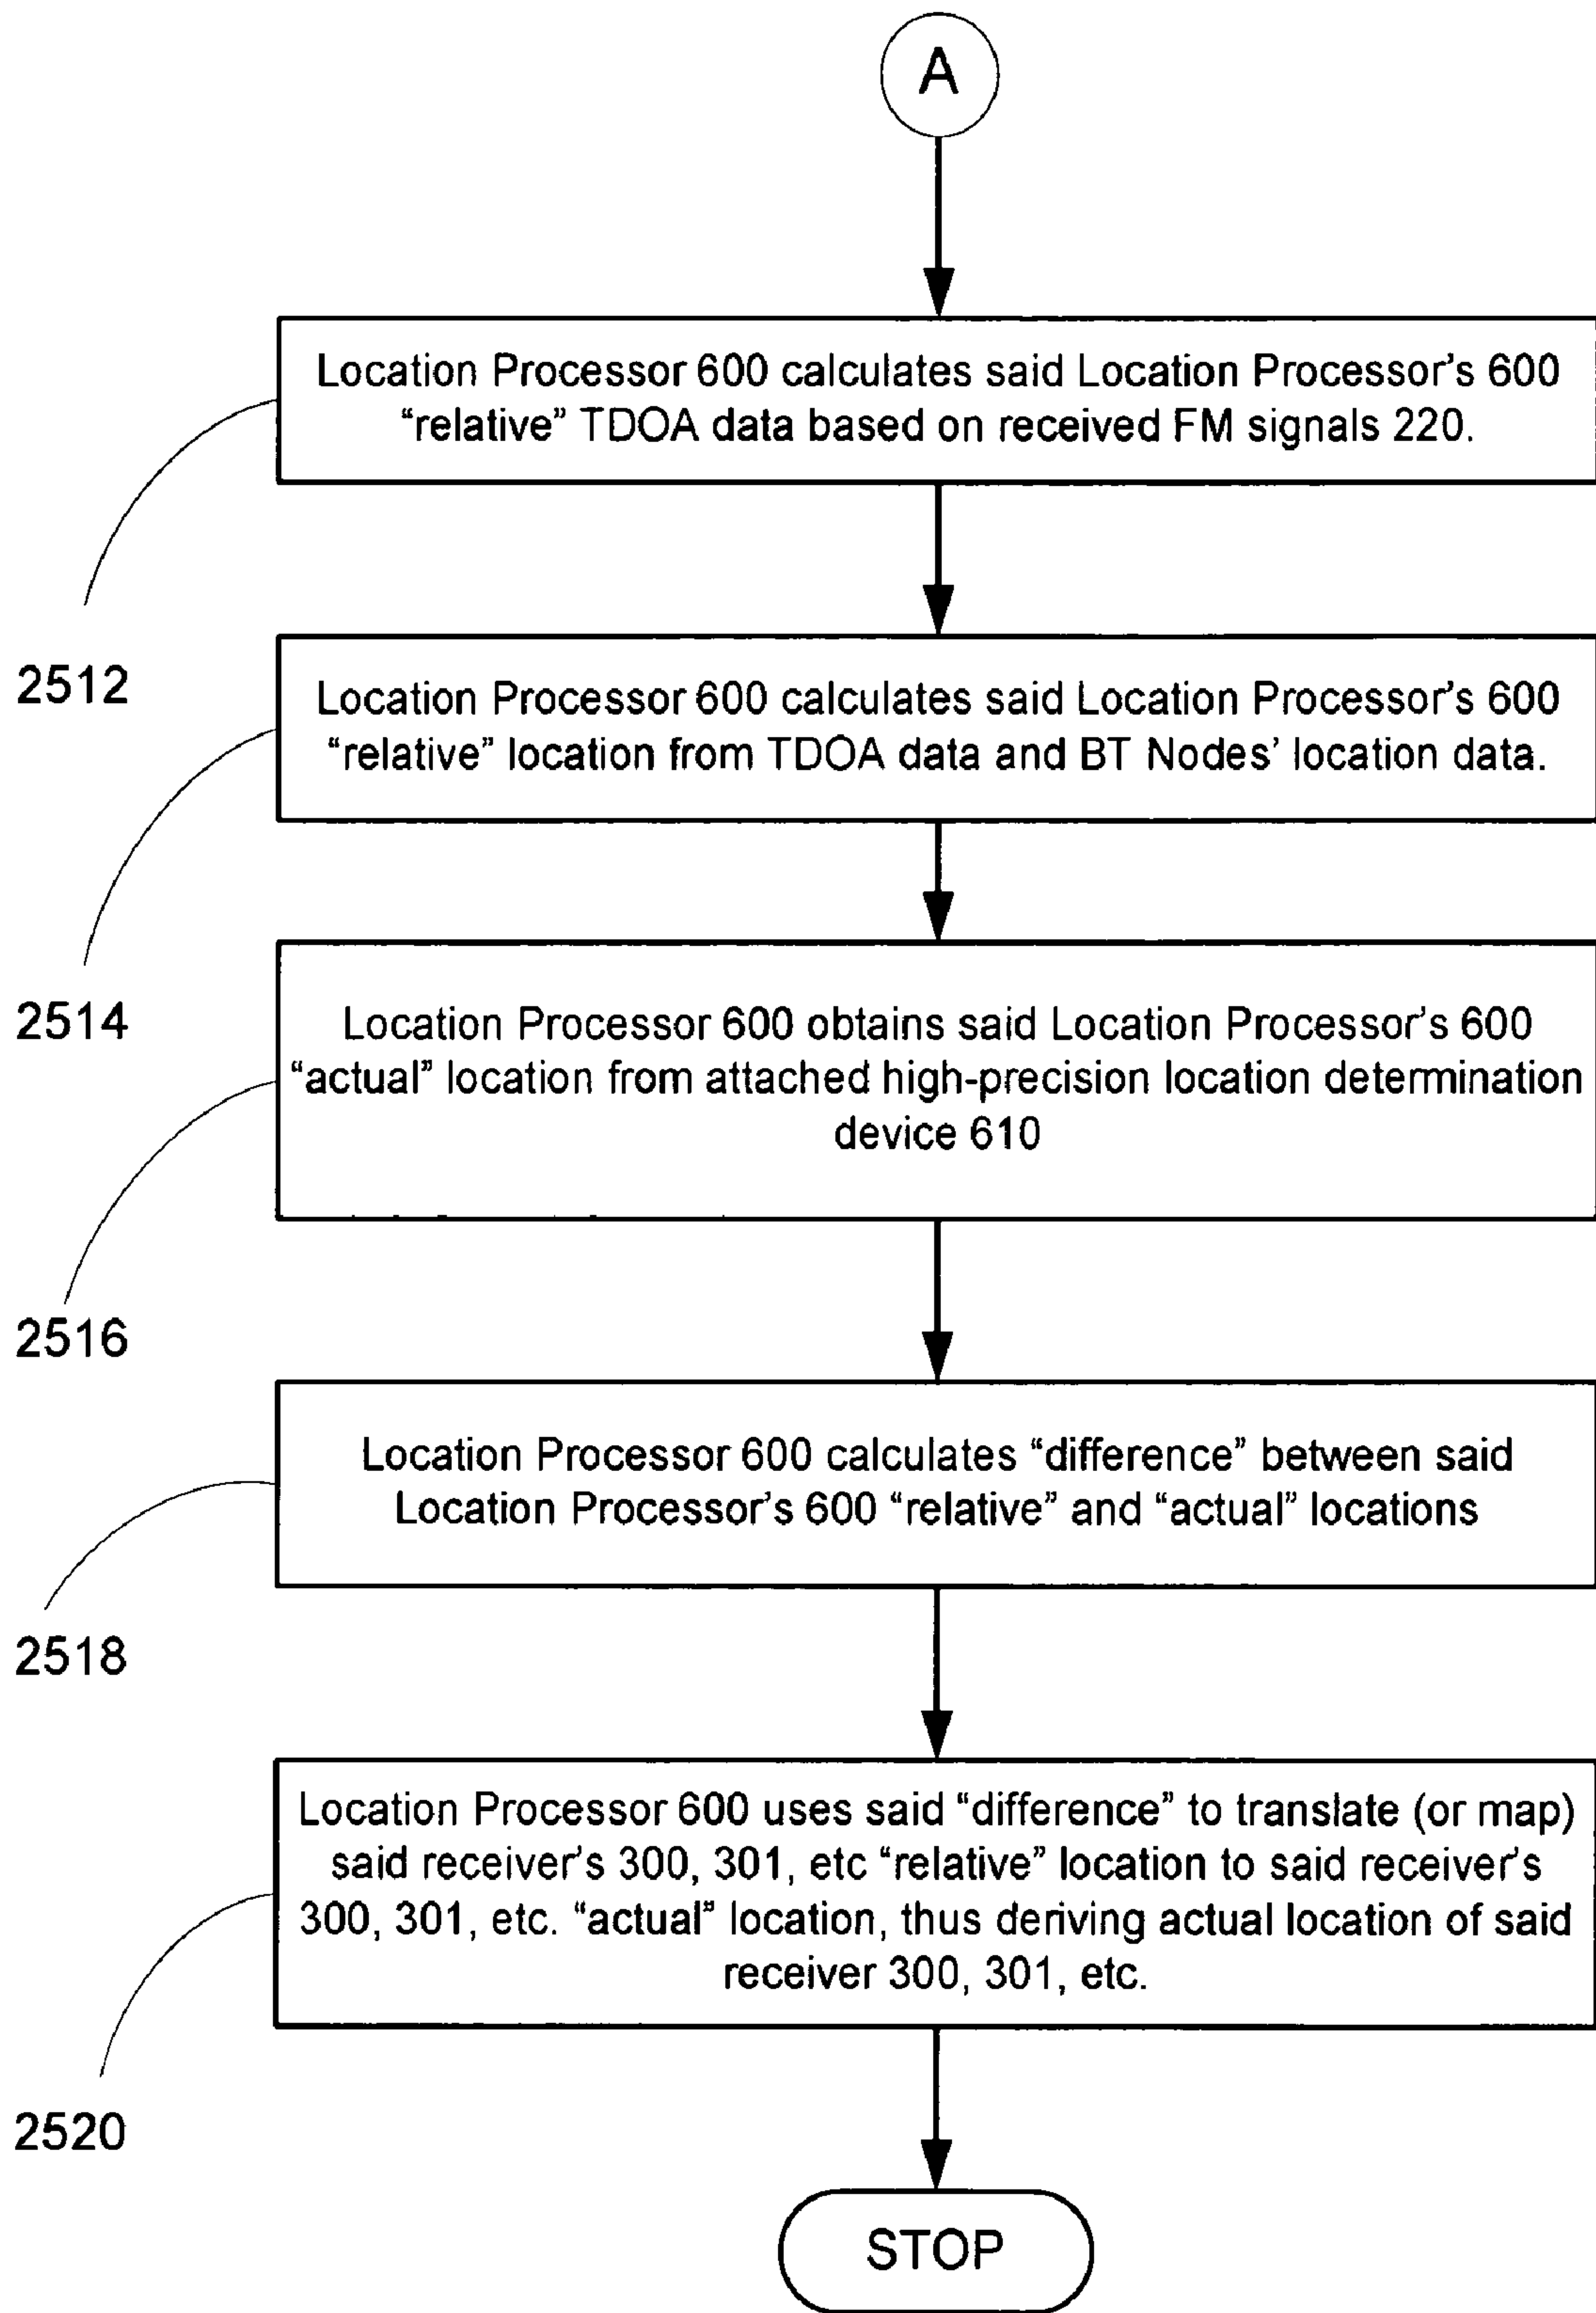 A
Location Processor 600 calculates said Location Processor's 600
“relative” TDOA data based on received FM signals 220.
2512
Location Processor 600 calculates said Location Processor's 600
“relative” location from TDOA data and BT Nodes' location data.
2514
Location Processor 600 obtains said Location Processor's 600
“actual” location from attached high-precision location determination
device 610
2516
Location Processor 600 calculates “difference” between said
Location Processor's 600 “relative” and “actual” locations
2518
Location Processor 600 uses said “difference” to translate (or map)
said receiver's 300, 301, etc “relative” location to said receiver's
300, 301, etc. “actual” location, thus deriving actual location of said
receiver 300, 301, etc.
2520
STOP